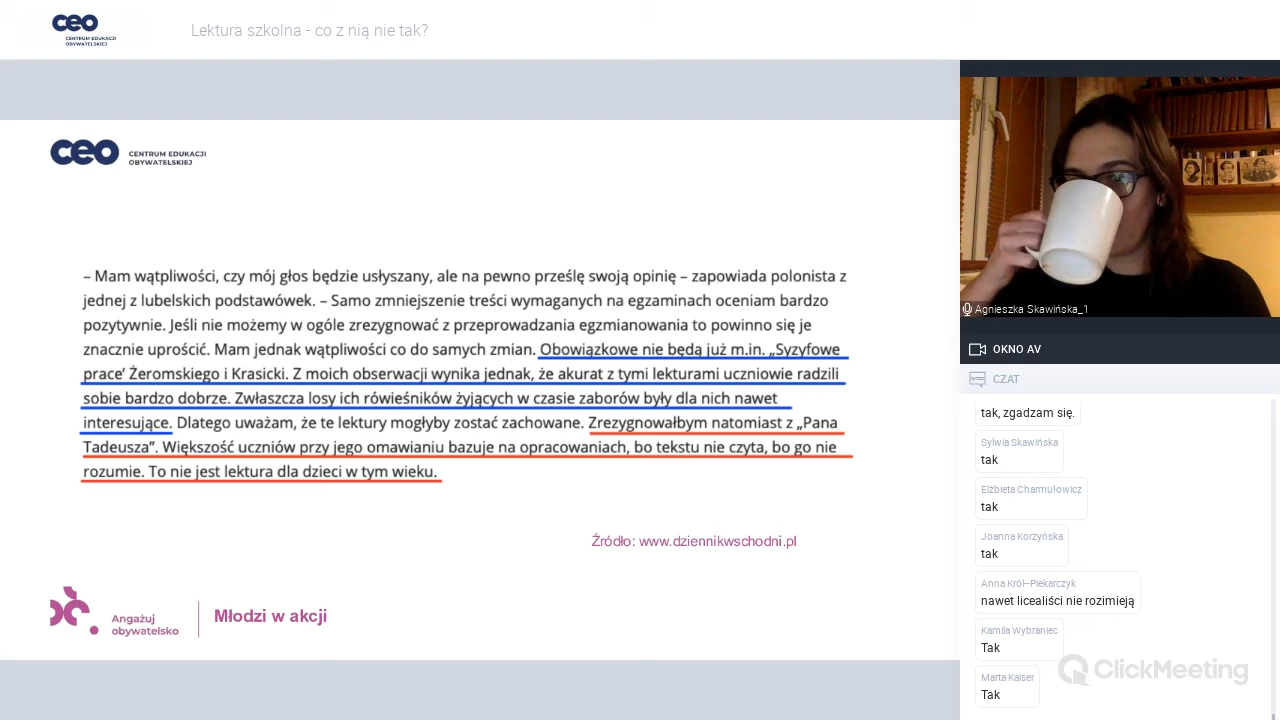 ceo
CENTRUM EDUKACJI
OBYWATELSKIEJ
Lektura szkolna - co z nią nie tak?
ceo
CENTRUM EDUKACJI
OBYWATELSKIEJ
– Mam wątpliwości, czy mój głos będzie usłyszany, ale na pewno prześlę swoją opinię – zapowiada polonista z
jednej z lubelskich podstawówek. – Samo zmniejszenie treści wymaganych na egzaminach oceniam bardzo
pozytywnie. Jeśli nie możemy w ogóle zrezygnować z przeprowadzania egzmianowania to powinno się je
znacznie uprościć. Mam jednak wątpliwości co do samych zmian. Obowiązkowe nie będą już m.in. „Syzyfowe
prace’ Żeromskiego i Krasicki. Z moich obserwacji wynika jednak, że akurat z tymi lekturami uczniowie radzili
sobie bardzo dobrze. Zwłaszcza losy ich rówieśników żyjących w czasie zaborów były dla nich nawet
interesujące. Dlatego uważam, że te lektury mogłyby zostać zachowane. Zrezygnowałbym natomiast z „Pana
Tadeusza”. Większość uczniów przy jego omawianiu bazuje na opracowaniach, bo tekstu nie czyta, bo go nie
rozumie. To nie jest lektura dla dzieci w tym wieku.
Źródło: www.dziennikwschodni.pl
Angażuj
obywatelsko
Młodzi w akcji
Agnieszka Skawińska_1
OKNO AV
CZAT
tak, zgadzam się.
Sylwia Skawińska
tak
Elżbieta Charmułowicz
tak
Joanna Korzyńska
tak
Anna Król--Piekarczyk
nawet licealiści nie rozimieją
Kamila Wybraniec
Tak
Marta Kaiser
Tak
ClickMeeting